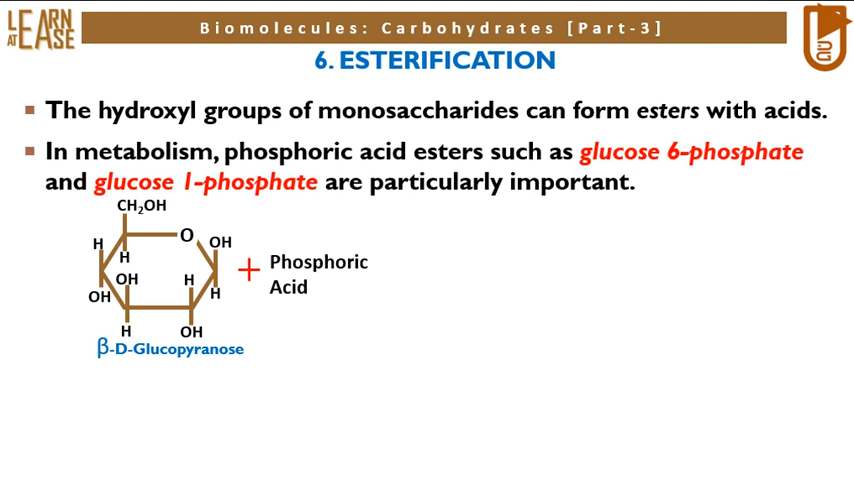 LEARN
AT EASE
Biomolecules: Carbohydrates [Part-3]
6. ESTERIFICATION
▪ The hydroxyl groups of monosaccharides can form esters with acids.
▪ In metabolism, phosphoric acid esters such as glucose 6-phosphate
and glucose 1-phosphate are particularly important.
CH₂OH
H O OH
H
OH H
OH H
+ Phosphoric
Acid
H OH
β-D-Glucopyranose